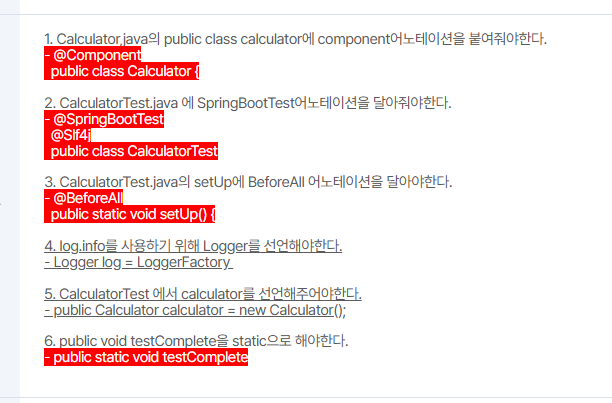 1. Calculator.java의 public class calculator에 component어노테이션을 붙여줘야한다.
- @Component
public class Calculator {
2. CalculatorTest.java 에 SpringBootTest어노테이션을 달아줘야한다.
- @SpringBootTest
@Slf4j
public class CalculatorTest
3. CalculatorTest.java의 setUp에 BeforeAll 어노테이션을 달아야한다.
- @BeforeAll
public static void setUp() {
4. log.info를 사용하기 위해 Logger를 선언해야한다.
- Logger log = LoggerFactory
5. CalculatorTest 에서 calculator를 선언해주어야한다.
- public Calculator calculator = new Calculator();
6. public void testComplete을 static으로 해야한다.
- public static void testComplete